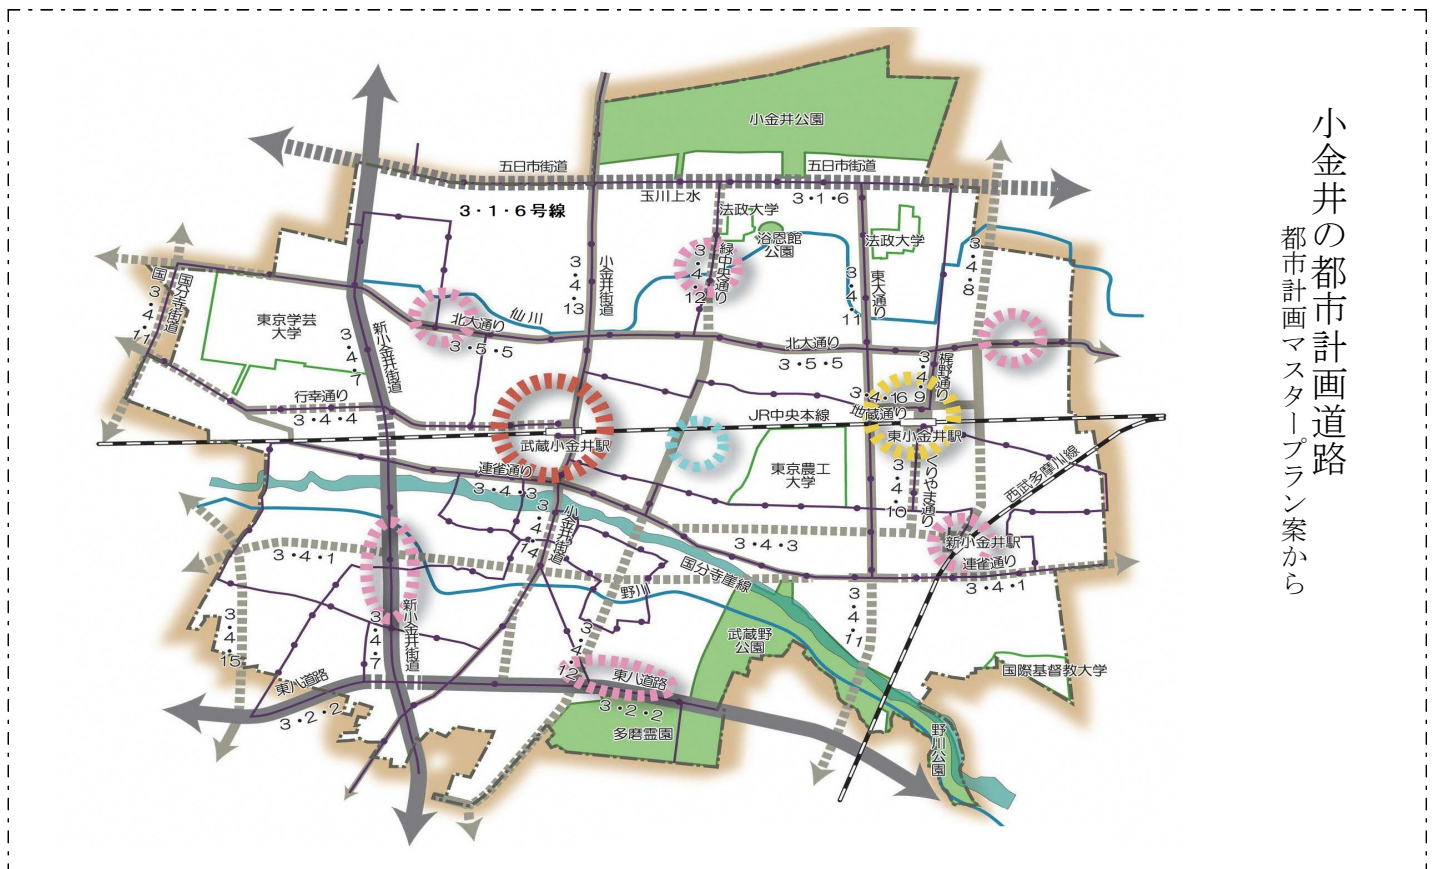 小金井の都市計画道路
都市計画マスタープラン案から
小金井公園
五日市街道
五日市街道
玉川上水
3・1・6
3・1・6号線
法政大学
浴恩館
公園
法政大学
緑中央通り
3・4・12
3・4・8
国分寺街道
国3・4・11
東京学芸
大学
新小金井街道
3・4・7
小金井街道
3・4・13
仙川
北大通り
3・5・5
東大通り
3・4・11
北大通り
3・5・5
梶野通り
3・4・9
3・4・16
地蔵通り
行幸通り
3・4・4
JR中央本線
武蔵小金井駅
東小金井駅
連雀通り
3・4・3
東京農工
大学
くりやま通り
3・4・10
西武多摩川線
小金井街道
3・4・14
新小金井駅
連雀通り
3・4・1
3・4・3
3・4・1
国分寺崖線
野川
3・4・11
新小金井街道
3・4・7
3・4・15
武蔵野
公園
3・4・12
東八道路
3・2・2
東八道路
3・2・2
国際基督教大学
多磨霊園
野川公園